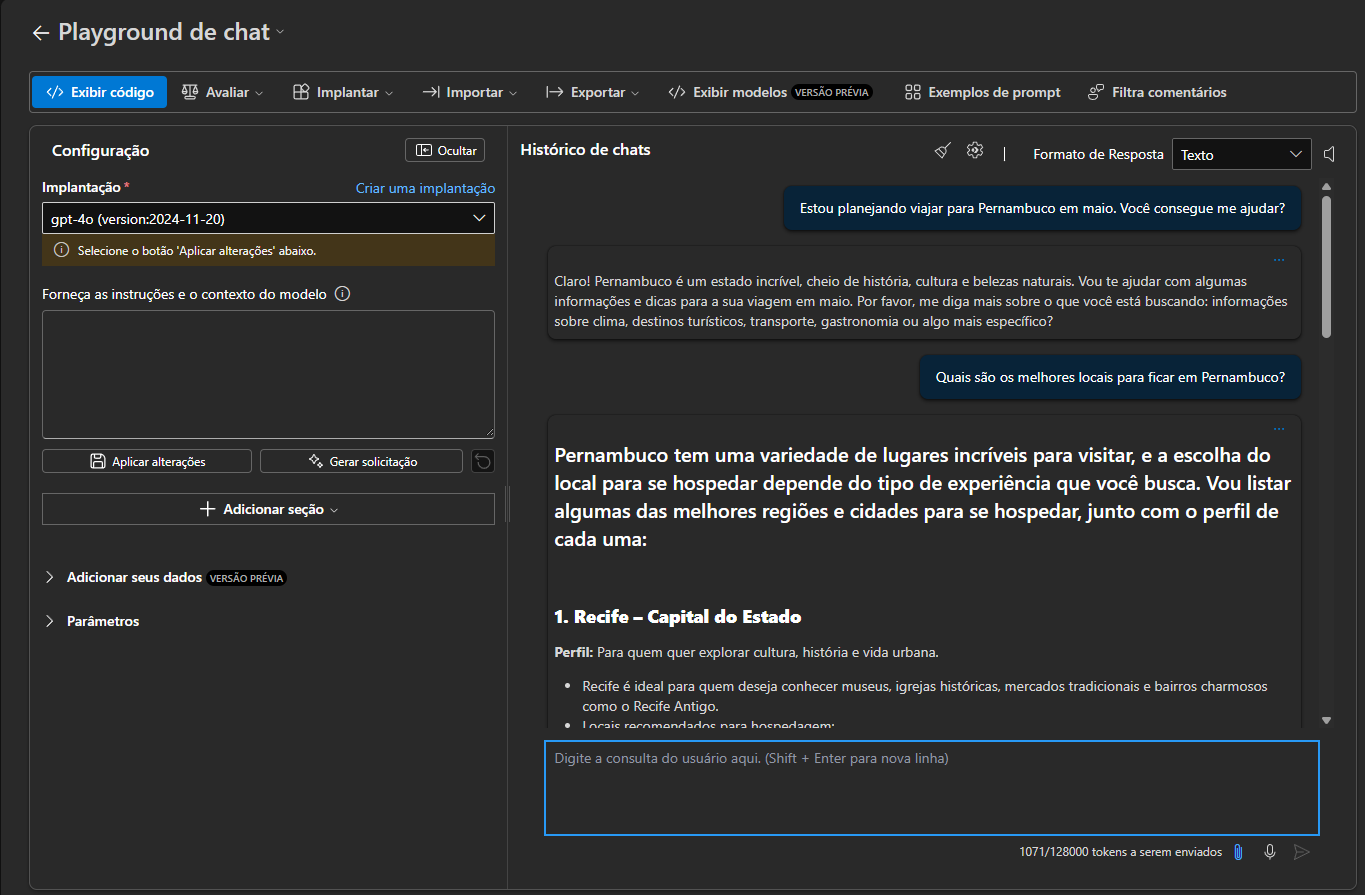 Playground de chat
Exibir código
Avaliar
Implantar
Importar
Exportar
Exibir modelos VERSÃO PRÉVIA
Exemplos de prompt
Filtra comentários
Configuração
Ocultar
Implantação *
Criar uma implantação
gpt-4o (version:2024-11-20)
Selecione o botão 'Aplicar alterações' abaixo.
Forneça as instruções e o contexto do modelo
Aplicar alterações
Gerar solicitação
Adicionar seção
Adicionar seus dados VERSÃO PRÉVIA
Parâmetros
Histórico de chats
Formato de Resposta
Texto
Estou planejando viajar para Pernambuco em maio. Você consegue me ajudar?
Claro! Pernambuco é um estado incrível, cheio de história, cultura e belezas naturais. Vou te ajudar com algumas
informações e dicas para a sua viagem em maio. Por favor, me diga mais sobre o que você está buscando: informações
sobre clima, destinos turísticos, transporte, gastronomia ou algo mais específico?
Quais são os melhores locais para ficar em Pernambuco?
Pernambuco tem uma variedade de lugares incríveis para visitar, e a escolha do
local para se hospedar depende do tipo de experiência que você busca. Vou listar
algumas das melhores regiões e cidades para se hospedar, junto com o perfil de
cada uma:
1. Recife – Capital do Estado
Perfil: Para quem quer explorar cultura, história e vida urbana.
• Recife é ideal para quem deseja conhecer museus, igrejas históricas, mercados tradicionais e bairros charmosos
como o Recife Antigo.
• Locais recomendados para hospedagem:
Digite a consulta do usuário aqui. (Shift + Enter para nova linha)
1071/128000 tokens a serem enviados